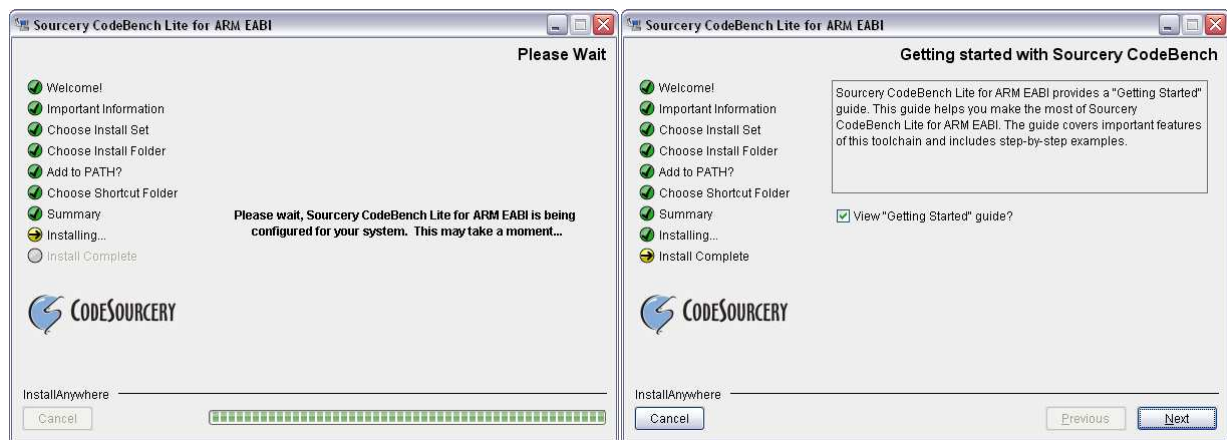 Sourcery CodeBench Lite for ARM EABI
Please Wait
Welcome!
Important Information
Choose Install Set
Choose Install Folder
Add to PATH?
Choose Shortcut Folder
Summary
Installing...
Install Complete
Please wait, Sourcery CodeBench Lite for ARM EABI is being
configured for your system. This may take a moment...
CODESOURCERY
InstallAnywhere
Cancel
Sourcery CodeBench Lite for ARM EABI
Getting started with Sourcery CodeBench
Welcome!
Important Information
Choose Install Set
Choose Install Folder
Add to PATH?
Choose Shortcut Folder
Summary
Installing...
Install Complete
Sourcery CodeBench Lite for ARM EABI provides a "Getting Started"
guide. This guide helps you make the most of Sourcery
CodeBench Lite for ARM EABI. The guide covers important features
of this toolchain and includes step-by-step examples.
View "Getting Started" guide?
CODESOURCERY
InstallAnywhere
Cancel
Previous
Next